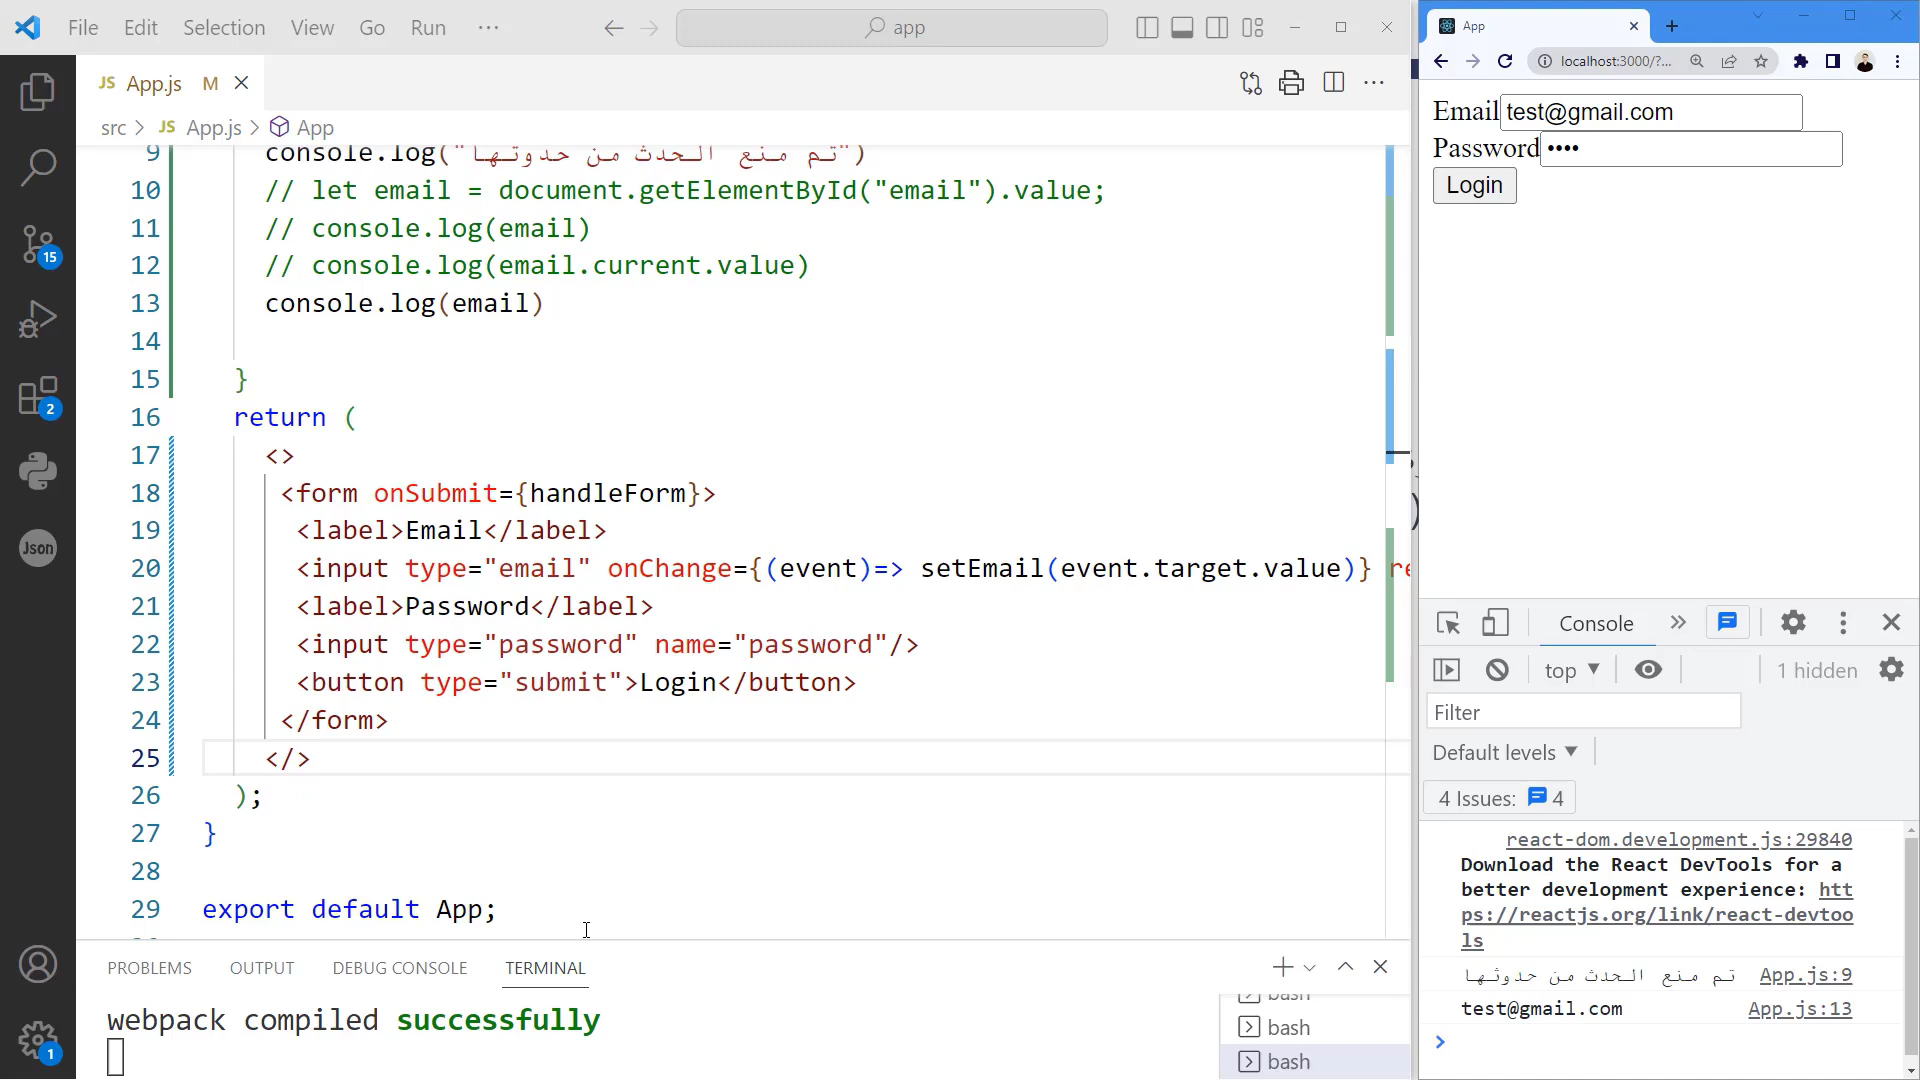 File Edit Selection View Go Run ···
app
JS App.js M
src > JS App.js > App
9 console.log("تم منع الحدث من حدوثها")
10 // let email = document.getElementById("email").value;
11 // console.log(email)
12 // console.log(email.current.value)
13 console.log(email)
14
15 }
16 return (
17 <>
18 <form onSubmit={handleForm}>
19 <label>Email</label>
20 <input type="email" onChange={(event)=> setEmail(event.target.value)} re
21 <label>Password</label>
22 <input type="password" name="password"/>
23 <button type="submit">Login</button>
24 </form>
25 </>
26 );
27 }
28
29 export default App;
PROBLEMS OUTPUT DEBUG CONSOLE TERMINAL
webpack compiled successfully
bash
bash
bash
15
2
Json
1
App
localhost:3000/?...
Email test@gmail.com
Password ••••
Login
Console
top 1 hidden
Filter
Default levels
4 Issues: 4
react-dom.development.js:29840
Download the React DevTools for a
better development experience: htt
ps://reactjs.org/link/react-devtoo
ls
تم منع الحدث من حدوثها App.js:9
test@gmail.com App.js:13